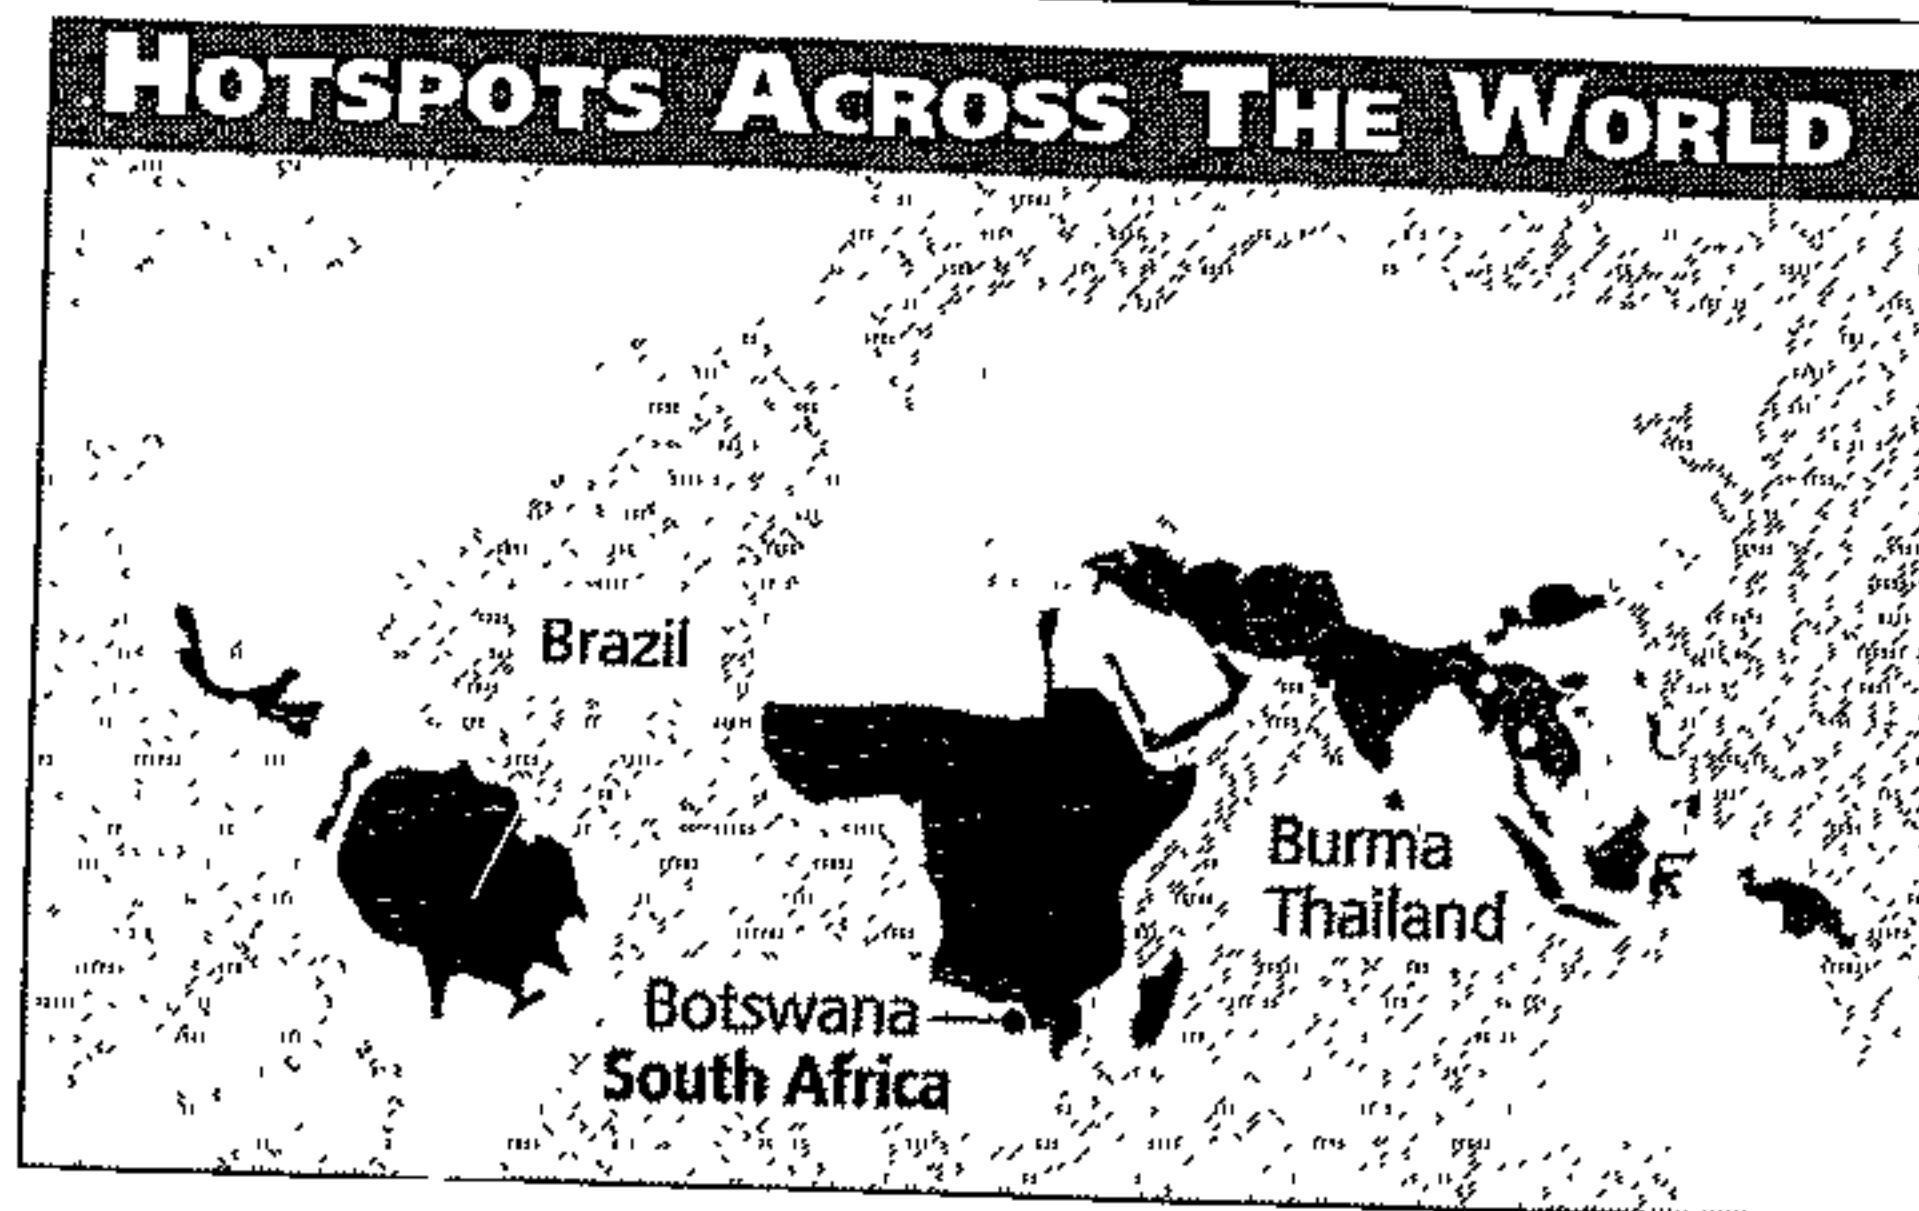 HOTSPOTS ACROSS THE WORLD
Brazil
Burma
Thailand
Botswana
South Africa